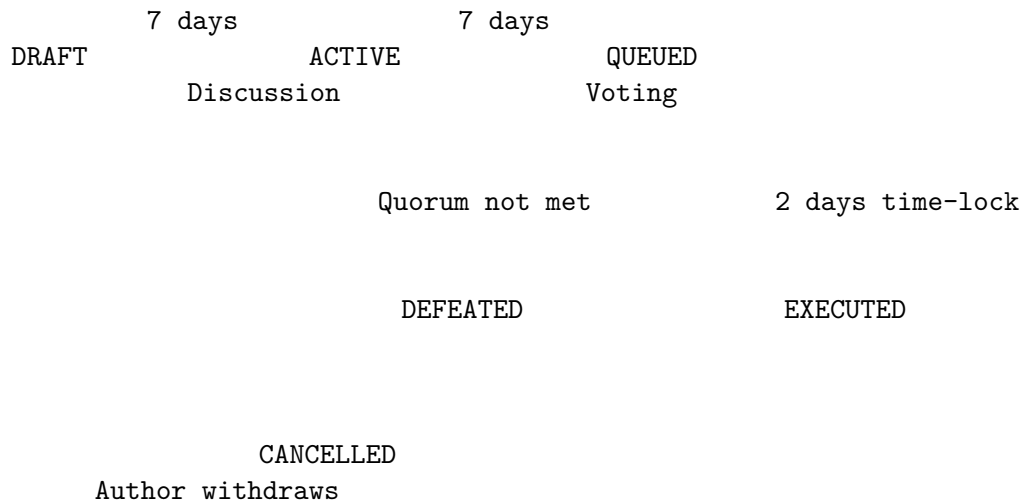 7 days 7 days
DRAFT ACTIVE QUEUED
Discussion Voting
Quorum not met 2 days time-lock
DEFEATED EXECUTED
CANCELLED
Author withdraws